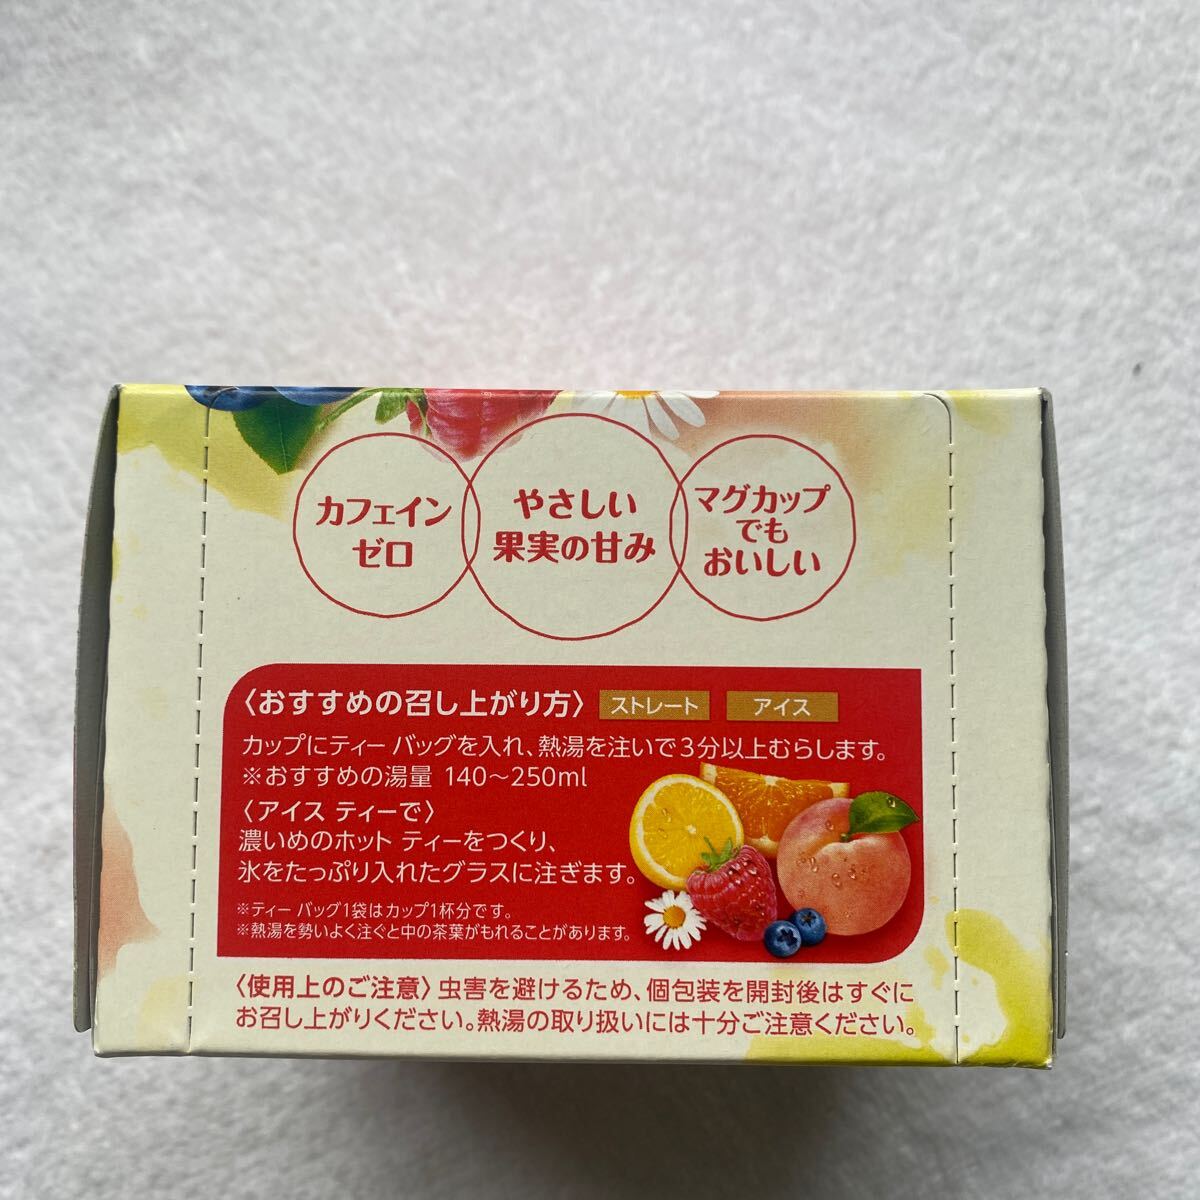 カフェイン
ゼロ
やさしい
果実の甘み
マグカップ
でも
おいしい
〈おすすめの召し上がり方〉 ストレート アイス
カップにティー バッグを入れ、熱湯を注いで3分以上むらします。
※おすすめの湯量 140〜250ml
〈アイス ティーで〉
濃いめのホット ティーをつくり、
氷をたっぷり入れたグラスに注ぎます。
※ティー バッグ1袋はカップ1杯分です。
※熱湯を勢いよく注ぐと中の茶葉がもれることがあります。
〈使用上のご注意〉虫害を避けるため、個包装を開封後はすぐに
お召し上がりください。熱湯の取り扱いには十分ご注意ください。